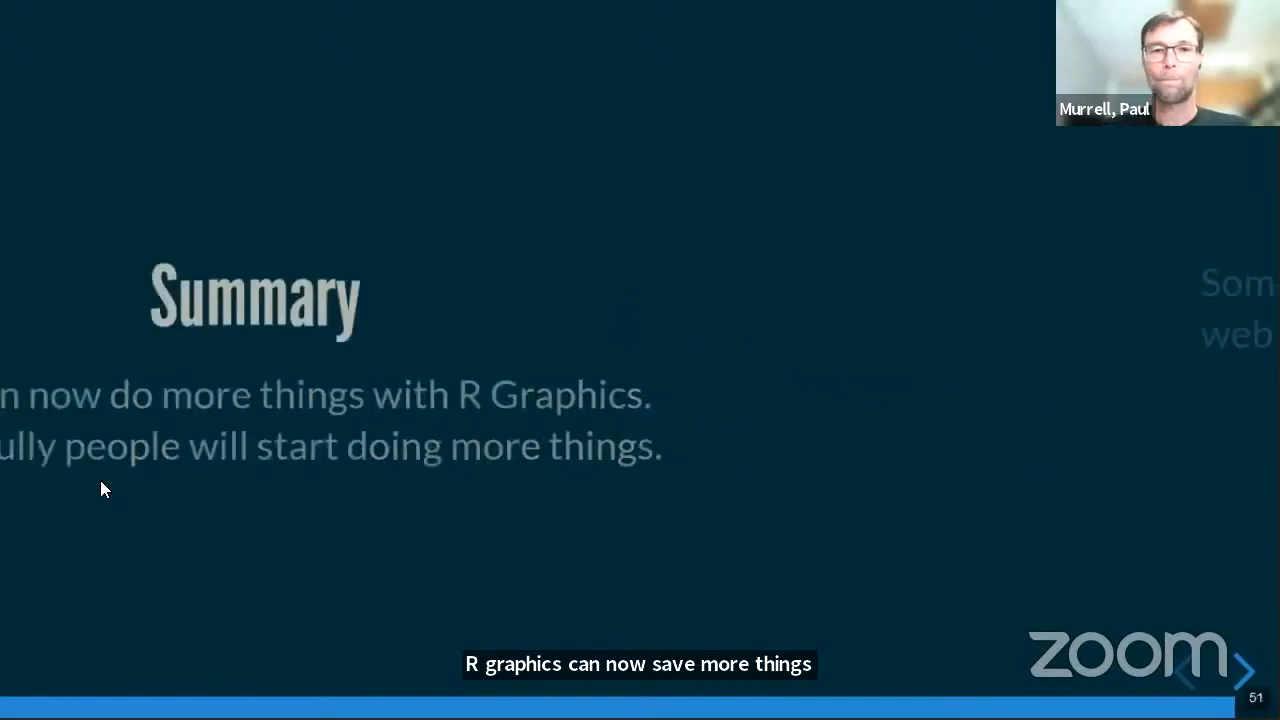 Murrell, Paul
Summary
n now do more things with R Graphics.
ully people will start doing more things.
Som
web
R graphics can now save more things
zoom
51